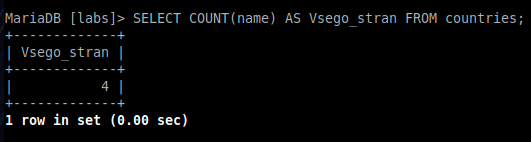 MariaDB [labs]> SELECT COUNT(name) AS Vsego_stran FROM countries;
+-------------+
| Vsego_stran |
+-------------+
|           4 |
+-------------+
1 row in set (0.00 sec)